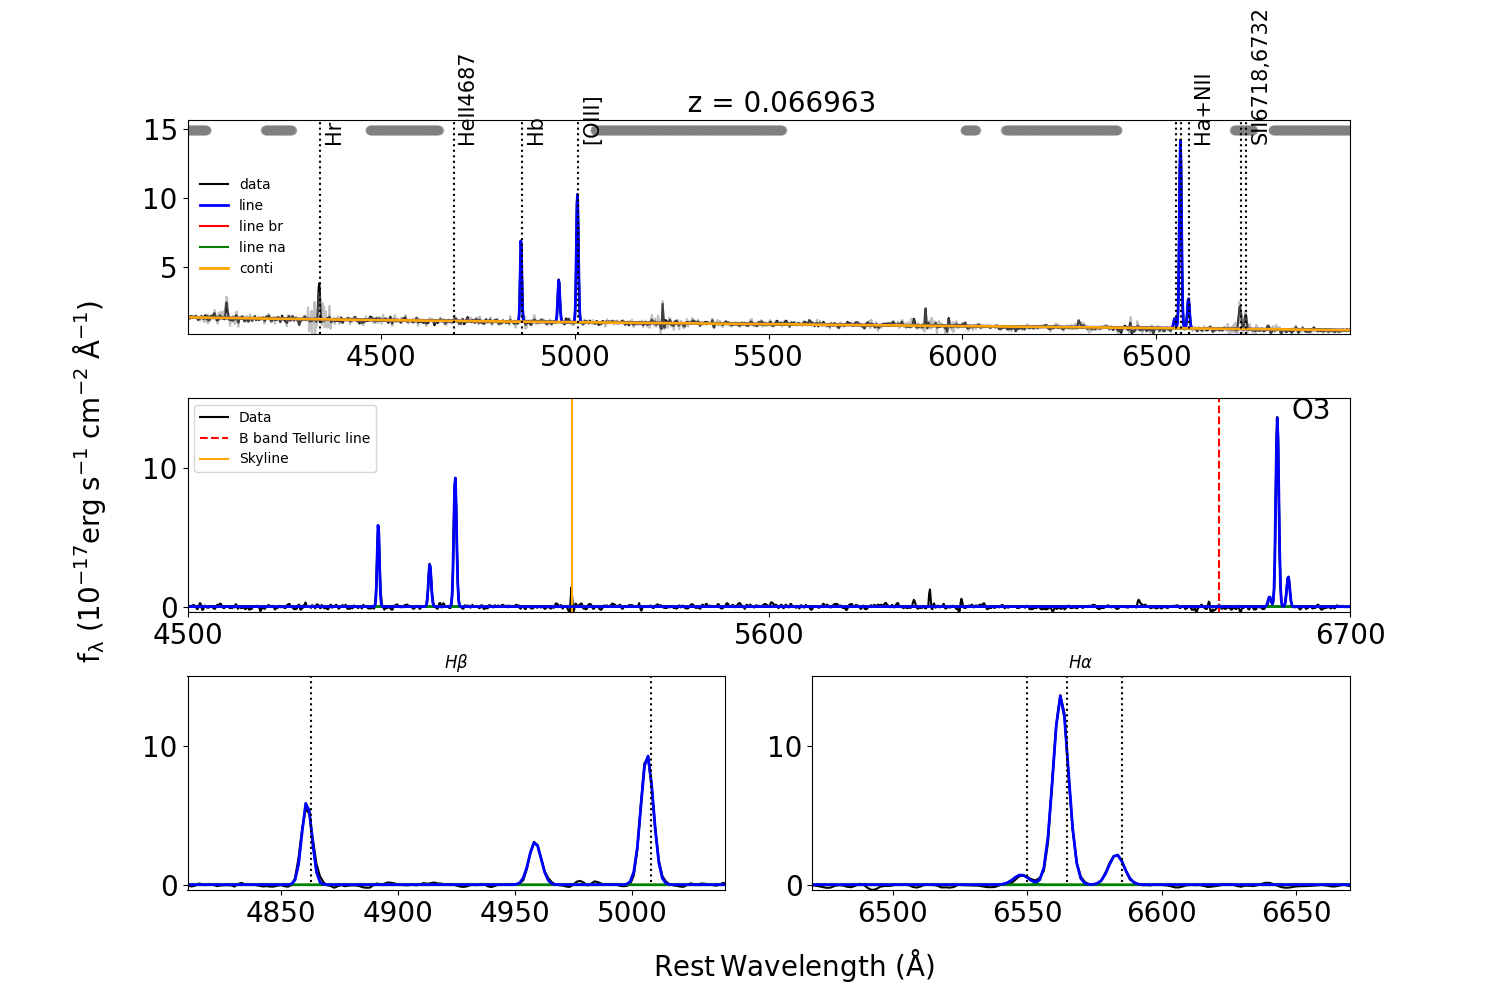 z = 0.066963
Hr
HeII4687
Hb
[OIII]
Ha+NII
SII6718,6732
15
10
5
data
line
line br
line na
conti
4500
5000
5500
6000
6500
fλ (10−17erg s−1 cm−2 Å−1)
Data
B band Telluric line
Skyline
O3
10
0
4500
5600
6700
Hβ
10
0
4850
4900
4950
5000
Hα
10
0
6500
6550
6600
6650
Rest Wavelength (Å)